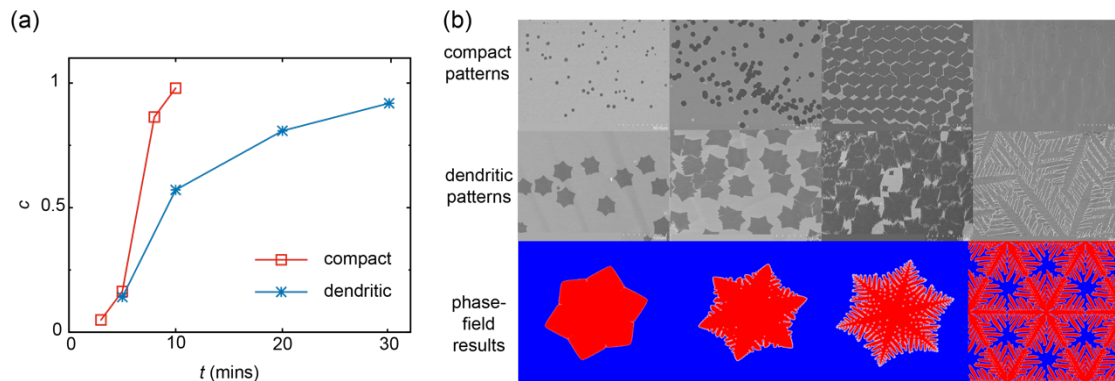 (a)
1
0.5
0
c
0
10
20
30
t (mins)
compact
dendritic
(b)
compact
patterns
dendritic
patterns
phase-
field
results